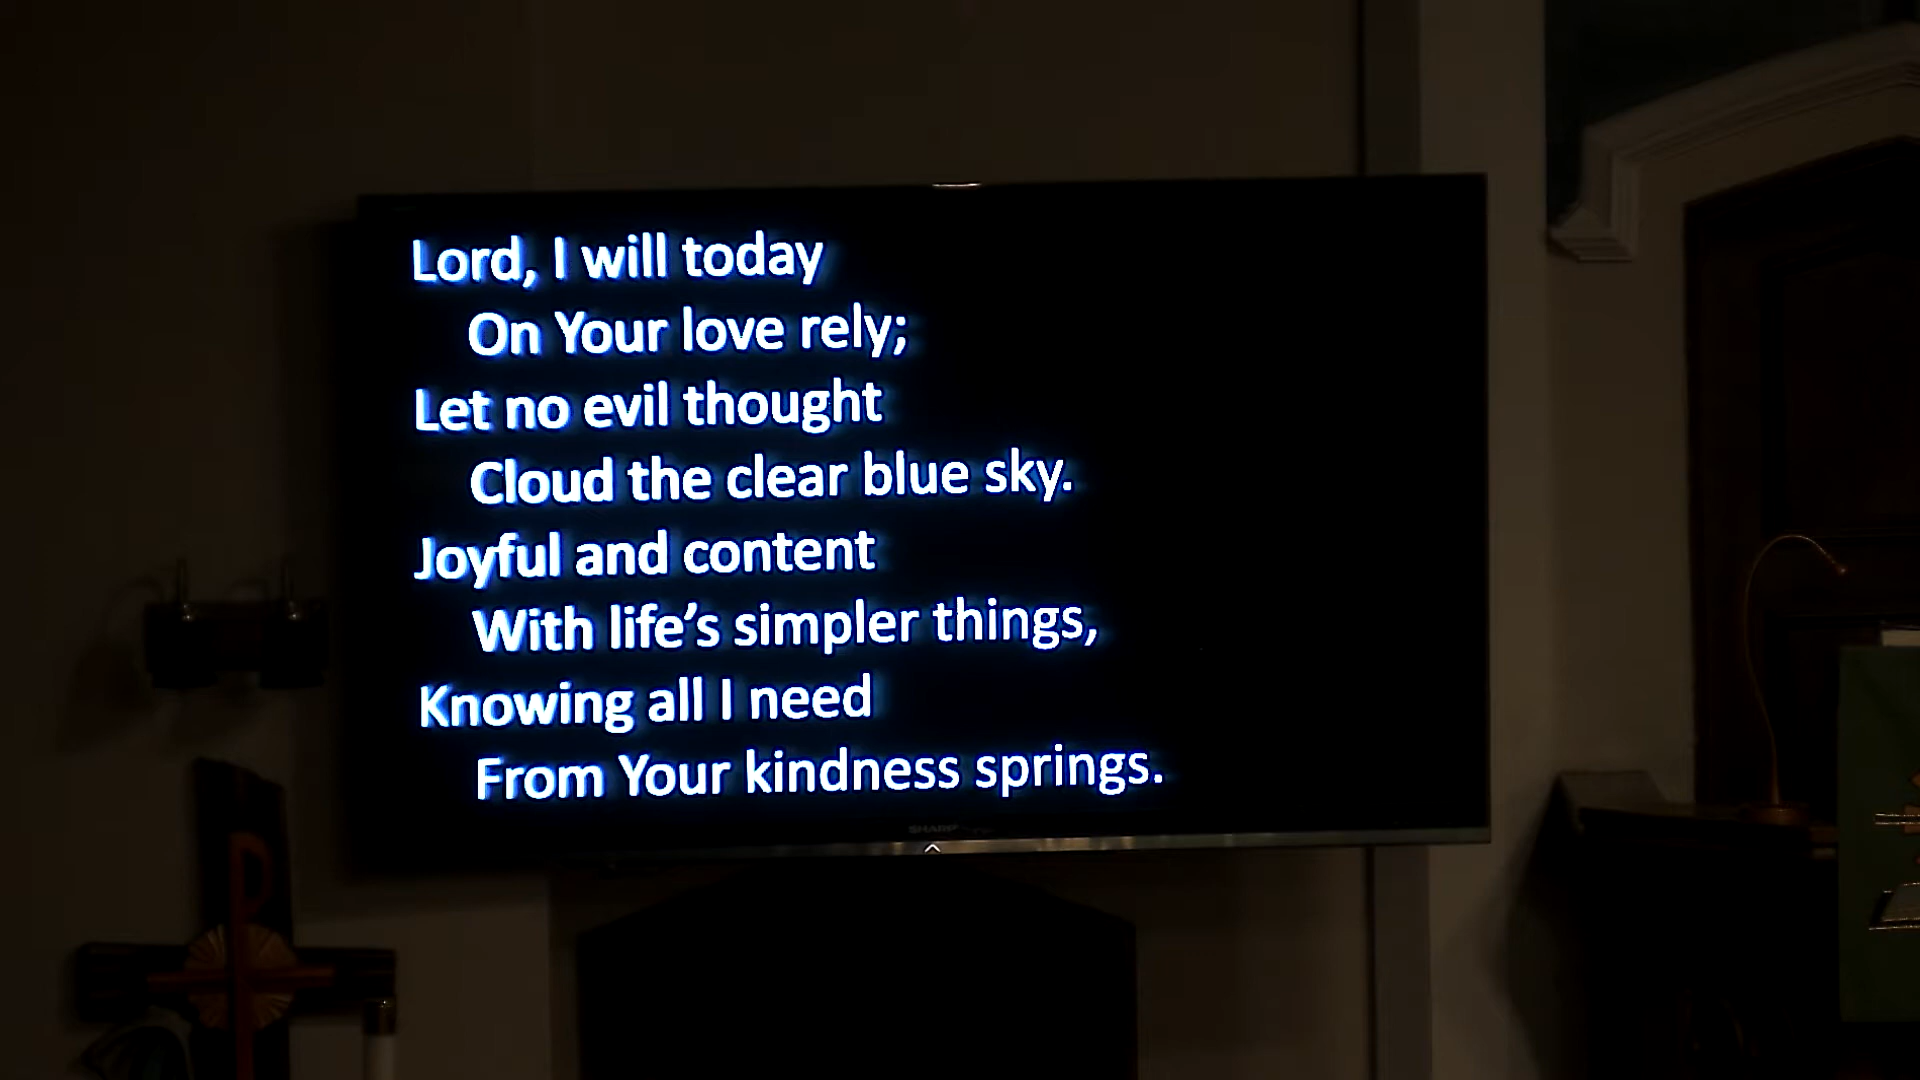 Lord, I will today
On Your love rely;
Let no evil thought
Cloud the clear blue sky.
Joyful and content
With life’s simpler things,
Knowing all I need
From Your kindness springs.
SHARP